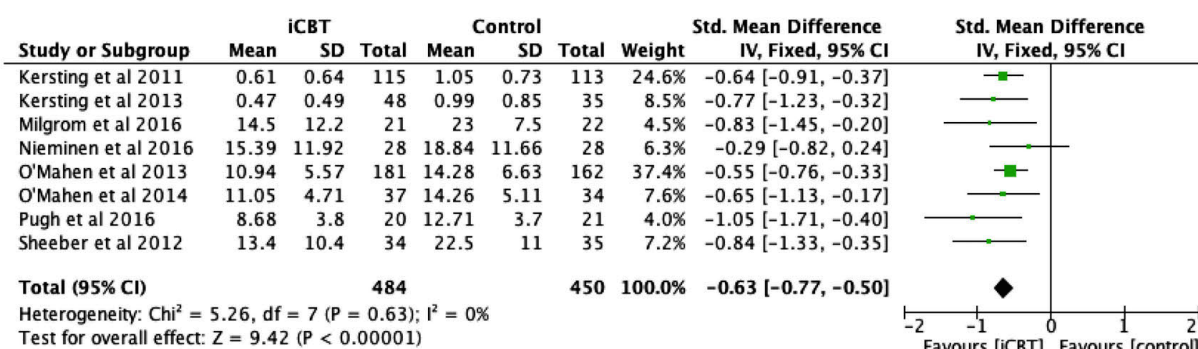 iCBT Control Std. Mean Difference Std. Mean Difference
Study or Subgroup Mean SD Total Mean SD Total Weight IV, Fixed, 95% CI IV, Fixed, 95% CI
Kersting et al 2011 0.61 0.64 115 1.05 0.73 113 24.6% -0.64 [-0.91, -0.37]
Kersting et al 2013 0.47 0.49 48 0.99 0.85 35 8.5% -0.77 [-1.23, -0.32]
Milgrom et al 2016 14.5 12.2 21 23 7.5 22 4.5% -0.83 [-1.45, -0.20]
Nieminen et al 2016 15.39 11.92 28 18.84 11.66 28 6.3% -0.29 [-0.82, 0.24]
O'Mahen et al 2013 10.94 5.57 181 14.28 6.63 162 37.4% -0.55 [-0.76, -0.33]
O'Mahen et al 2014 11.05 4.71 37 14.26 5.11 34 7.6% -0.65 [-1.13, -0.17]
Pugh et al 2016 8.68 3.8 20 12.71 3.7 21 4.0% -1.05 [-1.71, -0.40]
Sheeber et al 2012 13.4 10.4 34 22.5 11 35 7.2% -0.84 [-1.33, -0.35]
Total (95% CI) 484 450 100.0% -0.63 [-0.77, -0.50]
Heterogeneity: Chi² = 5.26, df = 7 (P = 0.63); I² = 0%
Test for overall effect: Z = 9.42 (P < 0.00001)
-2 -1 0 1 2
Favours [iCBT] Favours [control]